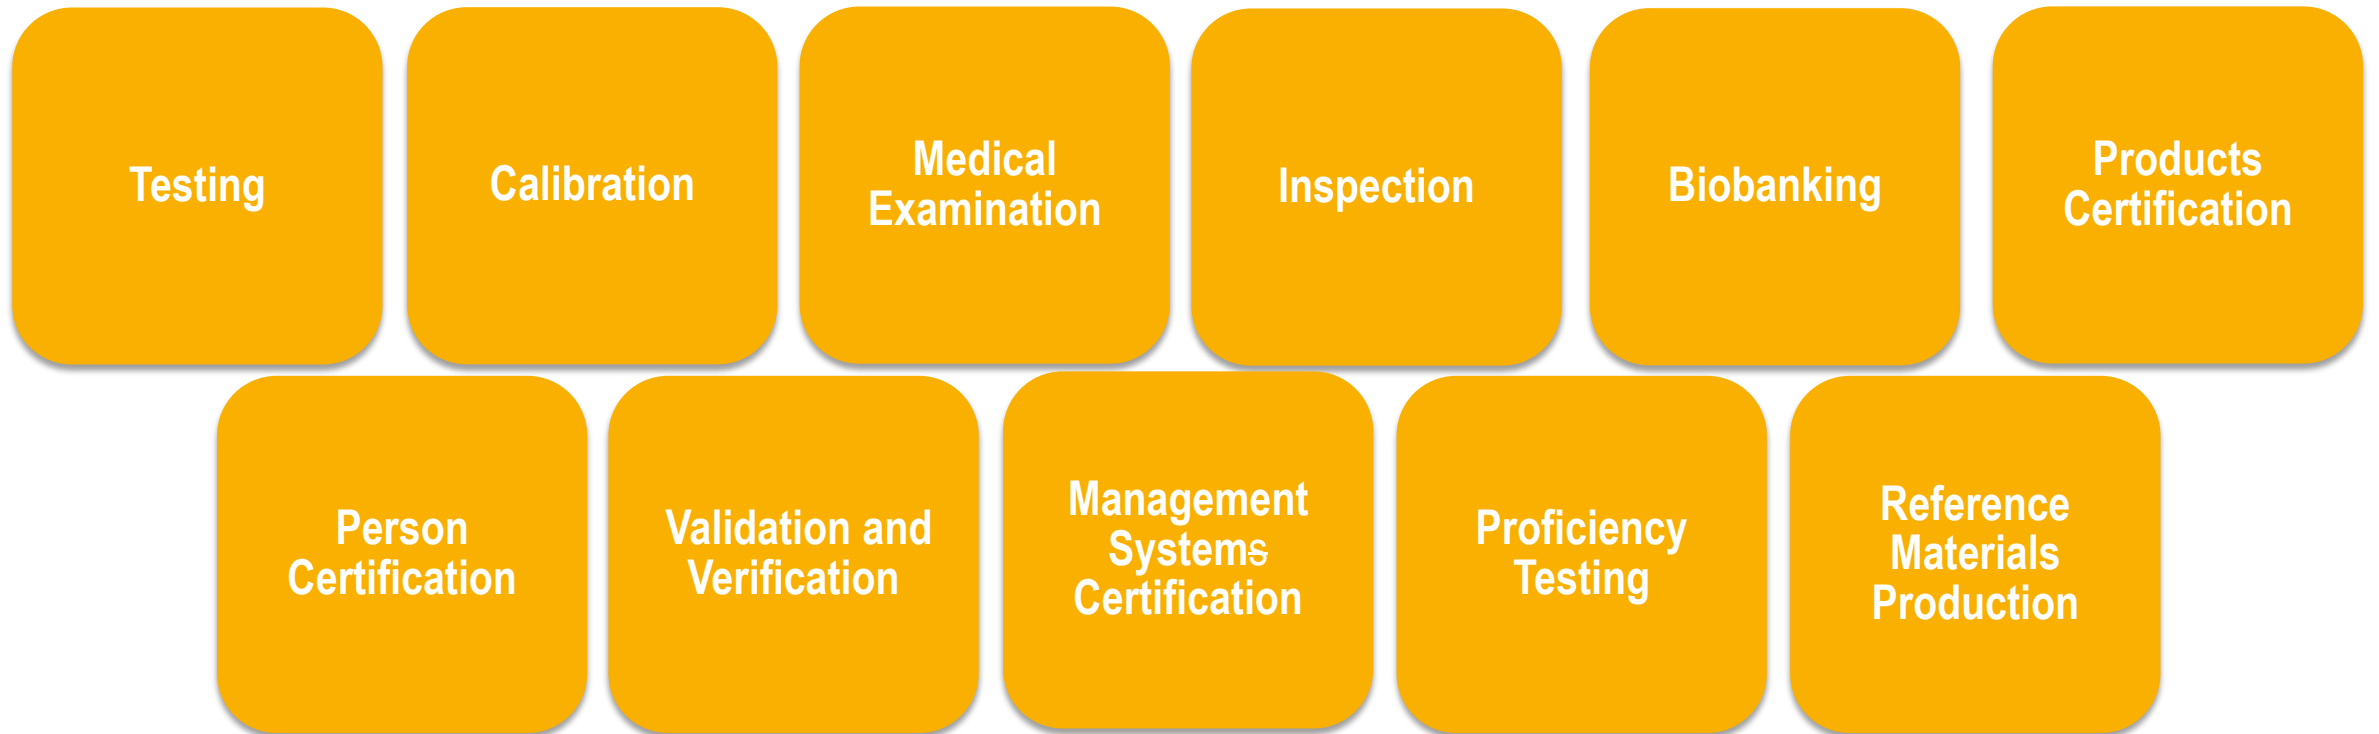 Testing
Calibration
Medical
Examination
Inspection
Biobanking
Products
Certification
Person
Certification
Validation and
Verification
Management
Systems
Certification
Proficiency
Testing
Reference
Materials
Production